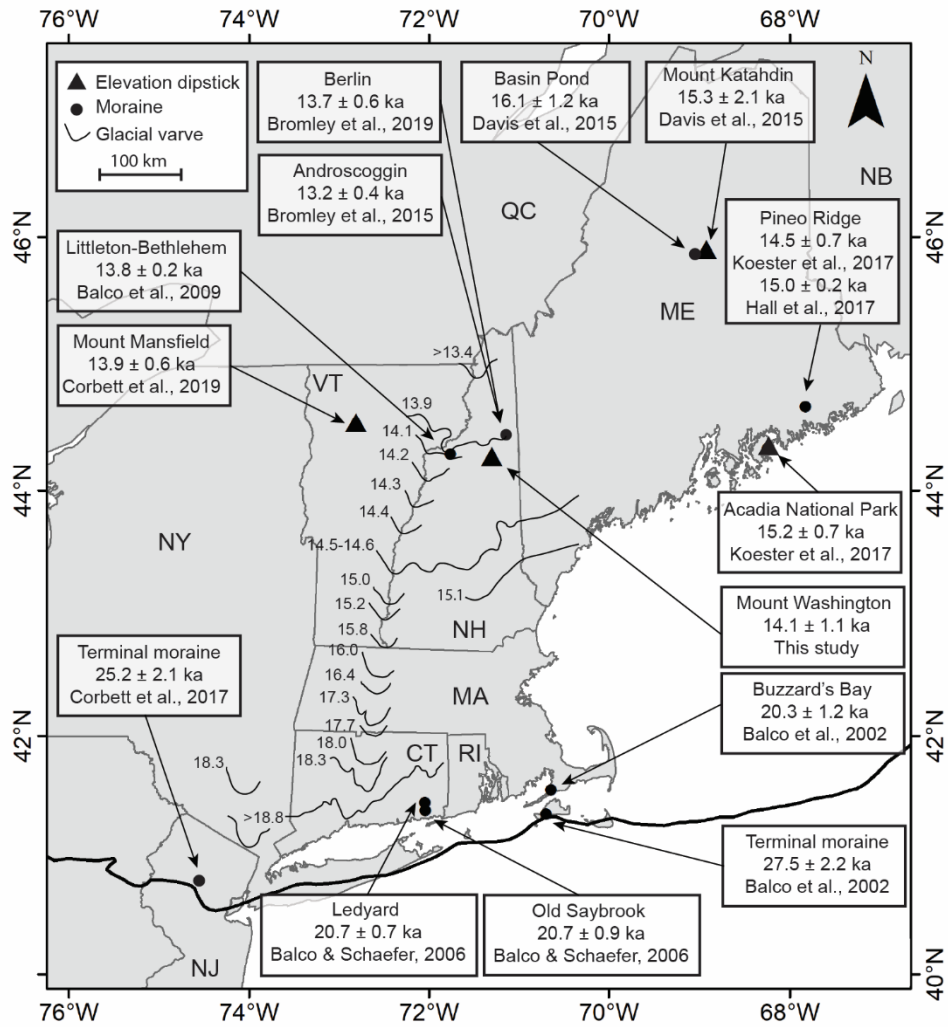 76°W
74°W
72°W
70°W
68°W
Elevation dipstick
Moraine
Glacial varve
100 km
Berlin
13.7 ± 0.6 ka
Bromley et al., 2019
Basin Pond
16.1 ± 1.2 ka
Davis et al., 2015
Mount Katahdin
15.3 ± 2.1 ka
Davis et al., 2015
N
Androscoggin
13.2 ± 0.4 ka
Bromley et al., 2015
QC
NB
46°N
46°N
Littleton-Bethlehem
13.8 ± 0.2 ka
Balco et al., 2009
Pineo Ridge
14.5 ± 0.7 ka
Koester et al., 2017
15.0 ± 0.2 ka
Hall et al., 2017
ME
Mount Mansfield
13.9 ± 0.6 ka
Corbett et al., 2019
>13.4
VT
13.9
14.1
14.2
14.3
14.4
44°N
44°N
NY
14.5-14.6
Acadia National Park
15.2 ± 0.7 ka
Koester et al., 2017
15.0
15.1
15.2
15.8
NH
Mount Washington
14.1 ± 1.1 ka
This study
16.0
16.4
17.3
17.7
MA
Terminal moraine
25.2 ± 2.1 ka
Corbett et al., 2017
Buzzard's Bay
20.3 ± 1.2 ka
Balco et al., 2002
42°N
42°N
18.0
18.3
CT
RI
18.3
>18.8
Terminal moraine
27.5 ± 2.2 ka
Balco et al., 2002
Ledyard
20.7 ± 0.7 ka
Balco & Schaefer, 2006
Old Saybrook
20.7 ± 0.9 ka
Balco & Schaefer, 2006
NJ
40°N
76°W
74°W
72°W
70°W
68°W